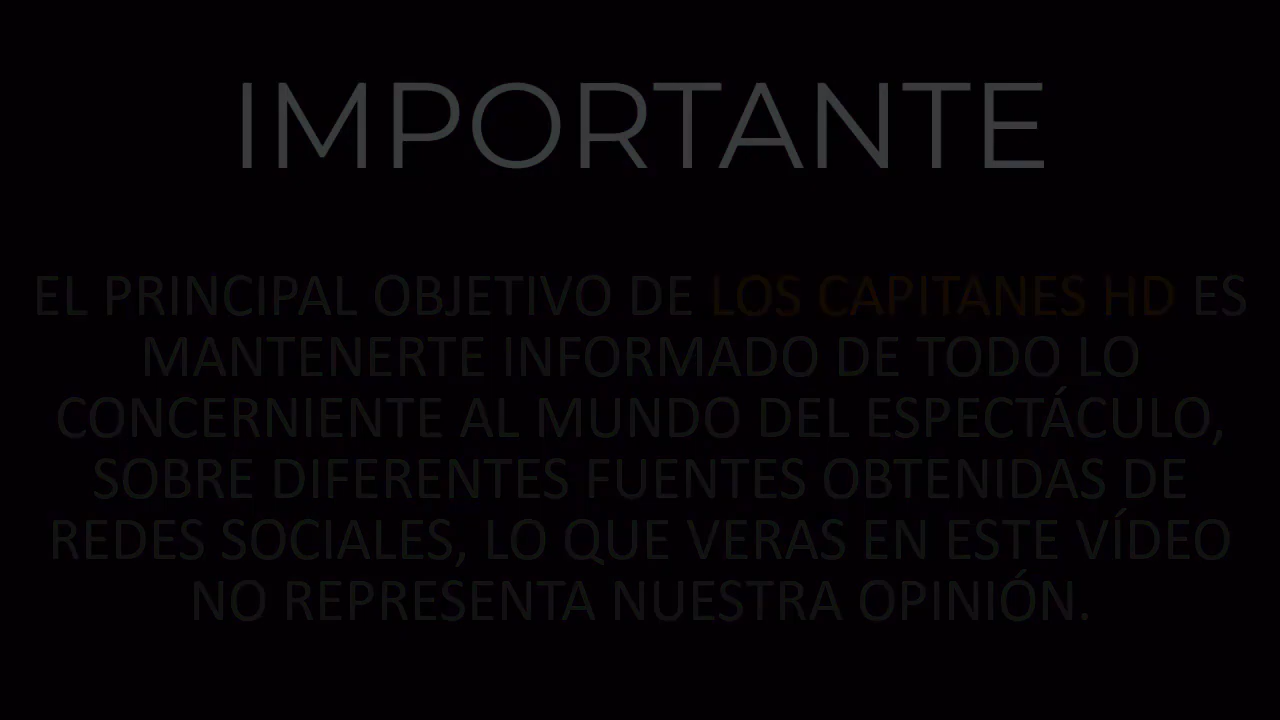 IMPORTANTE
EL PRINCIPAL OBJETIVO DE LOS CAPITANES HD ES
MANTENERTE INFORMADO DE TODO LO
CONCERNIENTE AL MUNDO DEL ESPECTÁCULO,
SOBRE DIFERENTES FUENTES OBTENIDAS DE
REDES SOCIALES, LO QUE VERAS EN ESTE VÍDEO
NO REPRESENTA NUESTRA OPINIÓN.